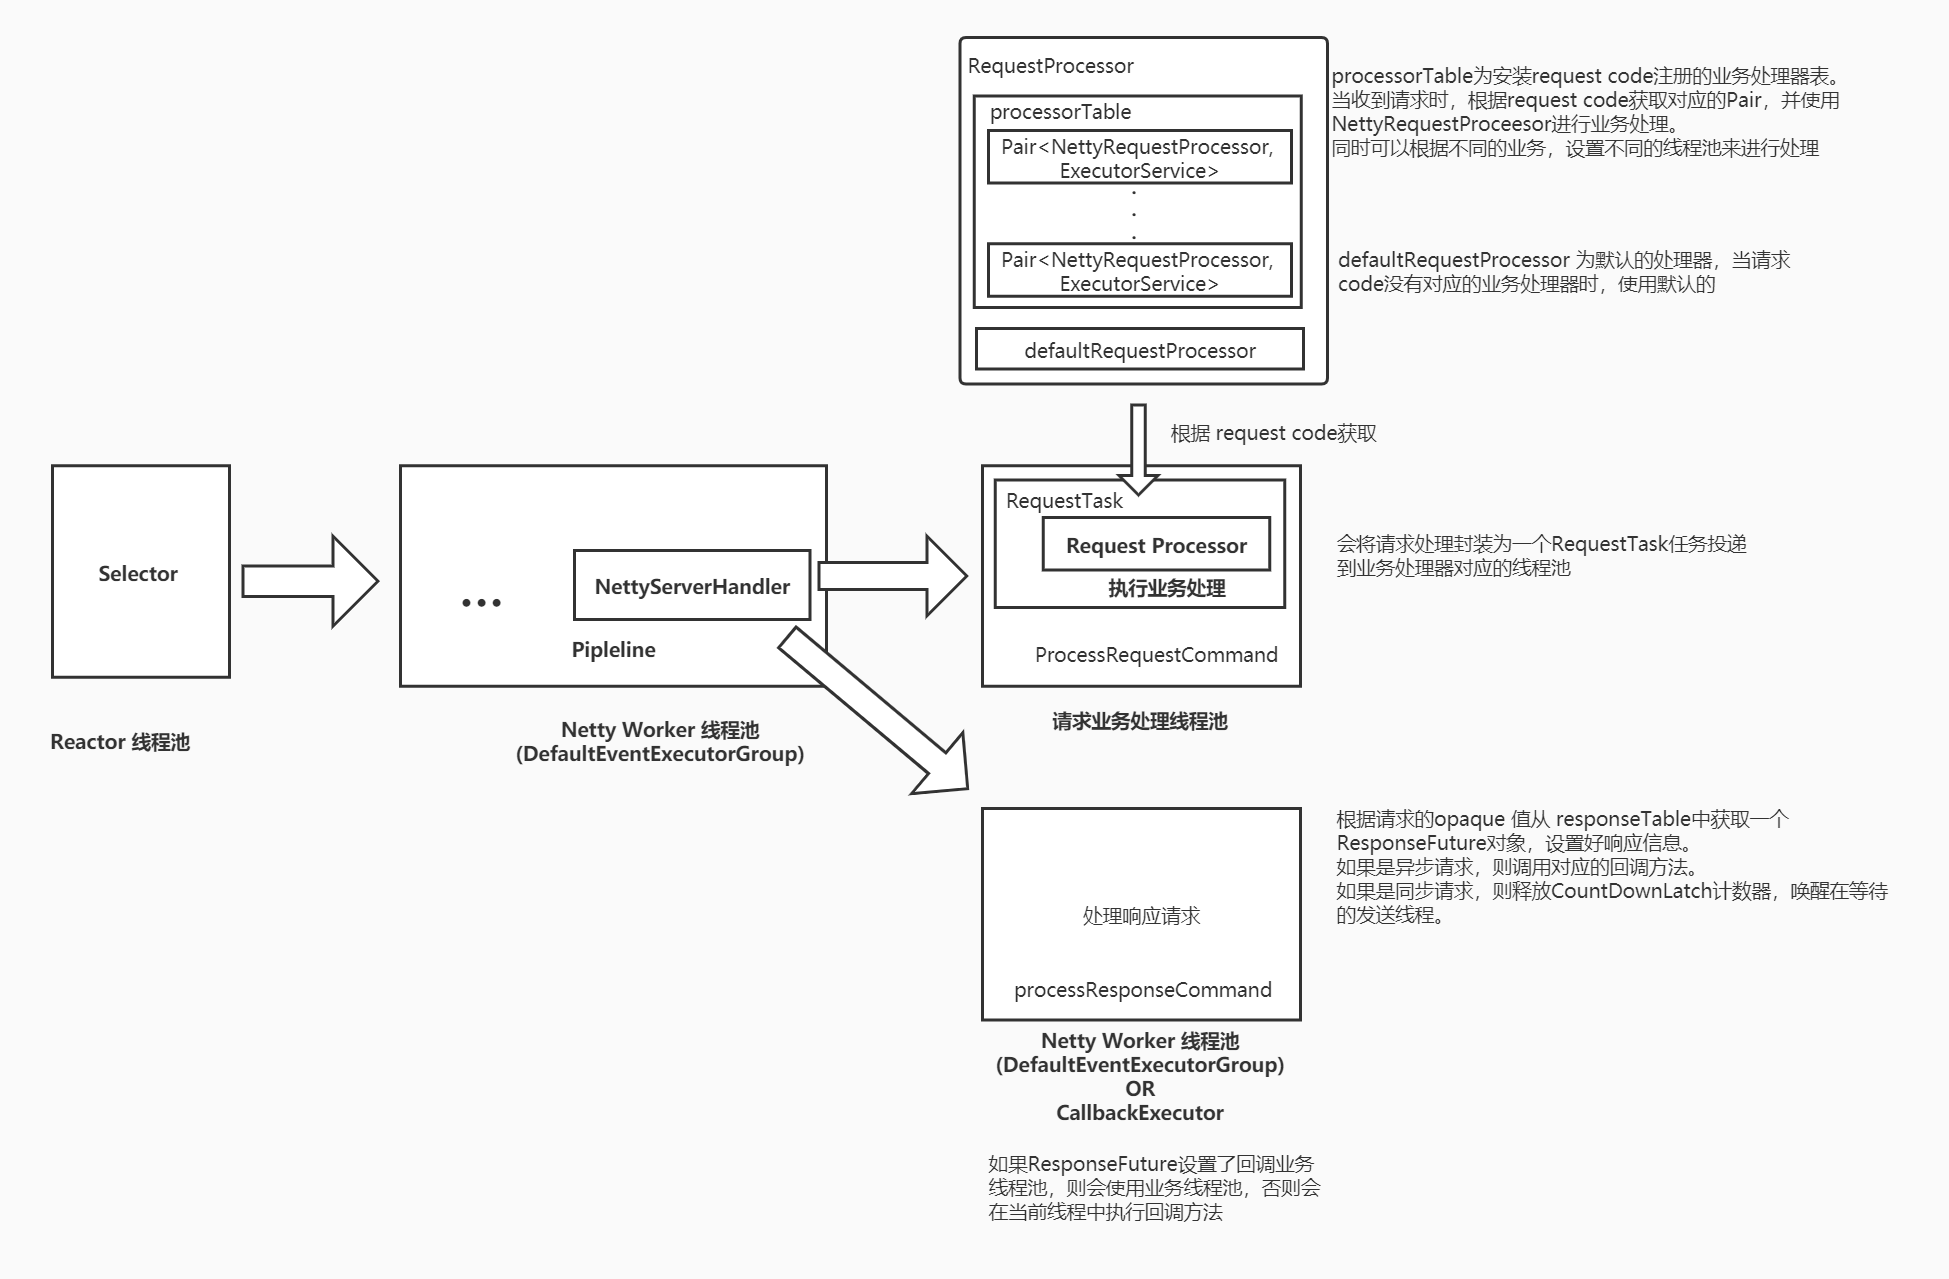 RequestProcessor
processorTable
Pair<NettyRequestProcessor,
ExecutorService>
.
.
.
Pair<NettyRequestProcessor,
ExecutorService>
defaultRequestProcessor
processorTable为安装request code注册的业务处理器表。
当收到请求时，根据request code获取对应的Pair，并使用
NettyRequestProceesor进行业务处理。
同时可以根据不同的业务，设置不同的线程池来进行处理
defaultRequestProcessor 为默认的处理器，当请求
code没有对应的业务处理器时，使用默认的
根据 request code获取
Selector
Reactor 线程池
...
NettyServerHandler
Pipleline
Netty Worker 线程池
(DefaultEventExecutorGroup)
RequestTask
Request Processor
执行业务处理
ProcessRequestCommand
请求业务处理线程池
会将请求处理封装为一个RequestTask任务投递
到业务处理器对应的线程池
处理响应请求
processResponseCommand
Netty Worker 线程池
(DefaultEventExecutorGroup)
OR
CallbackExecutor
根据请求的opaque 值从 responseTable中获取一个
ResponseFuture对象，设置好响应信息。
如果是异步请求，则调用对应的回调方法。
如果是同步请求，则释放CountDownLatch计数器，唤醒在等待
的发送线程。
如果ResponseFuture设置了回调业务
线程池，则会使用业务线程池，否则会
在当前线程中执行回调方法